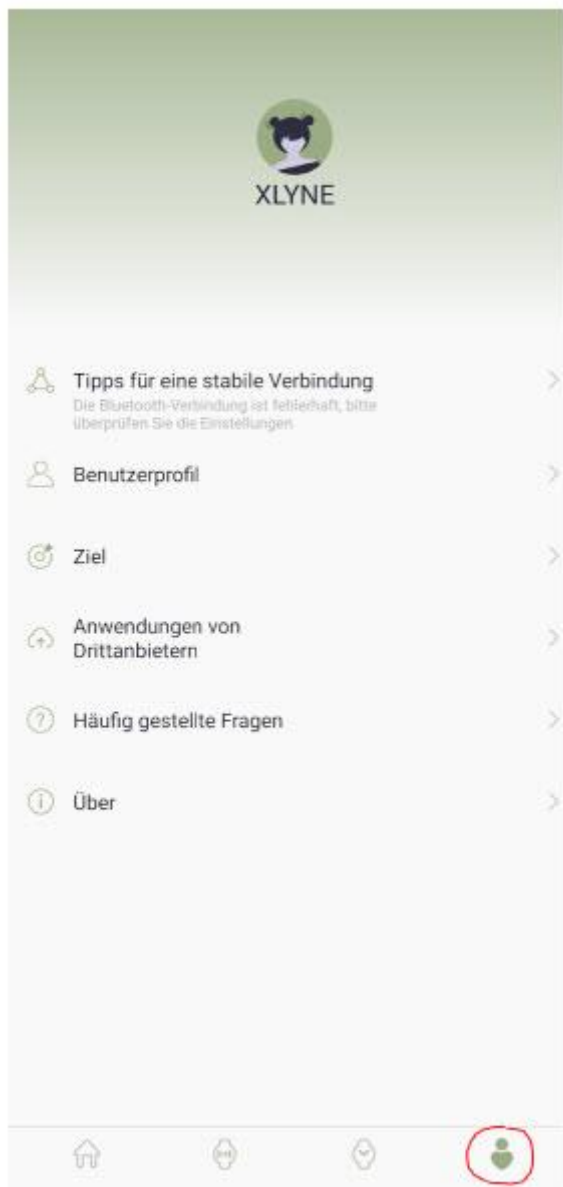 XLYNE
Tipps für eine stabile Verbindung
Die Bluetooth-Verbindung ist fehlerhaft, bitte
überprüfen Sie die Einstellungen
Benutzerprofil
Ziel
Anwendungen von
Drittanbietern
Häufig gestellte Fragen
Über